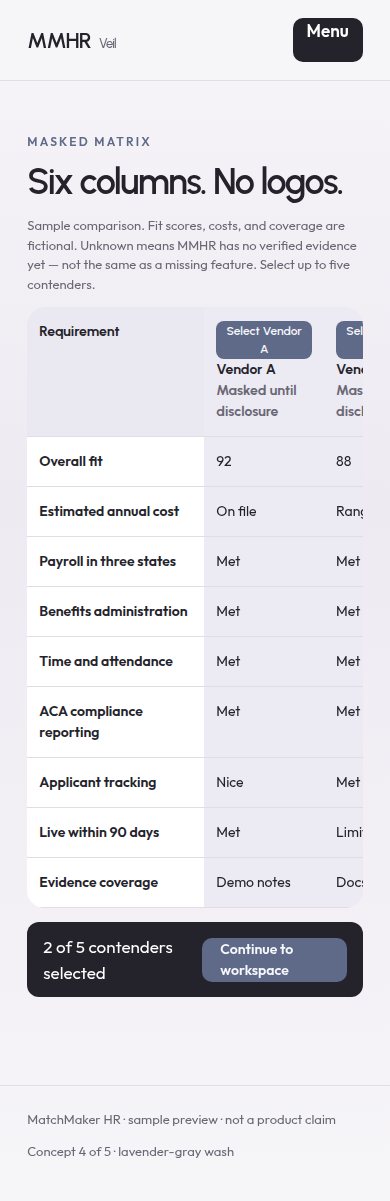 MMHR Veil
Menu
MASKED MATRIX
Six columns. No logos.
Sample comparison. Fit scores, costs, and coverage are
fictional. Unknown means MMHR has no verified evidence
yet — not the same as a missing feature. Select up to five
contenders.
Requirement
Select Vendor
A
Vendor A
Masked until
disclosure
Overall fit 92 88
Estimated annual cost On file
Payroll in three states Met Met
Benefits administration Met Met
Time and attendance Met Met
ACA compliance
reporting
Met Met
Applicant tracking Nice Met
Live within 90 days Met
Evidence coverage Demo notes
2 of 5 contenders
selected
Continue to
workspace
MatchMaker HR · sample preview · not a product claim
Concept 4 of 5 · lavender-gray wash